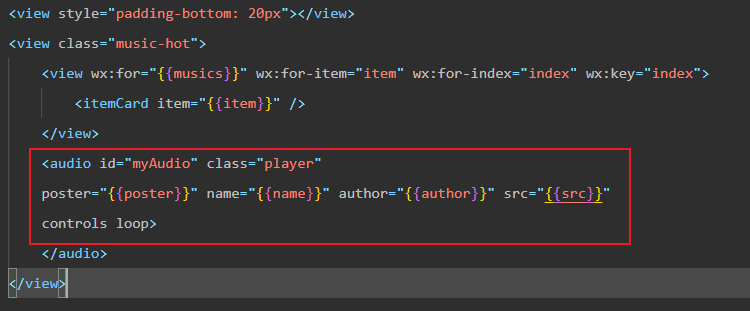 <view style="padding-bottom: 20px"></view>
<view class="music-hot">
<view wx:for="{{musics}}" wx:for-item="item" wx:for-index="index" wx:key="index">
<itemCard item="{{item}}" />
</view>
<audio id="myAudio" class="player"
poster="{{poster}}" name="{{name}}" author="{{author}}" src="{{src}}"
controls loop>
</audio>
</view>